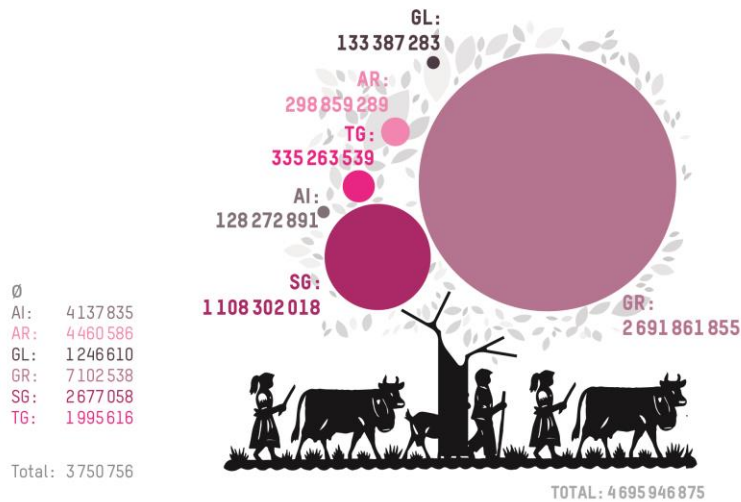 GL:
133 387 283
AR:
298 859 289
TG:
335 263 539
AI:
128 272 891
SG:
1 108 302 018
GR:
2 691 861 855
Ø
AI: 4 137 835
AR: 4 460 586
GL: 1 246 610
GR: 7 102 538
SG: 2 677 058
TG: 1 995 616
Total: 3 750 756
TOTAL: 4 695 946 875